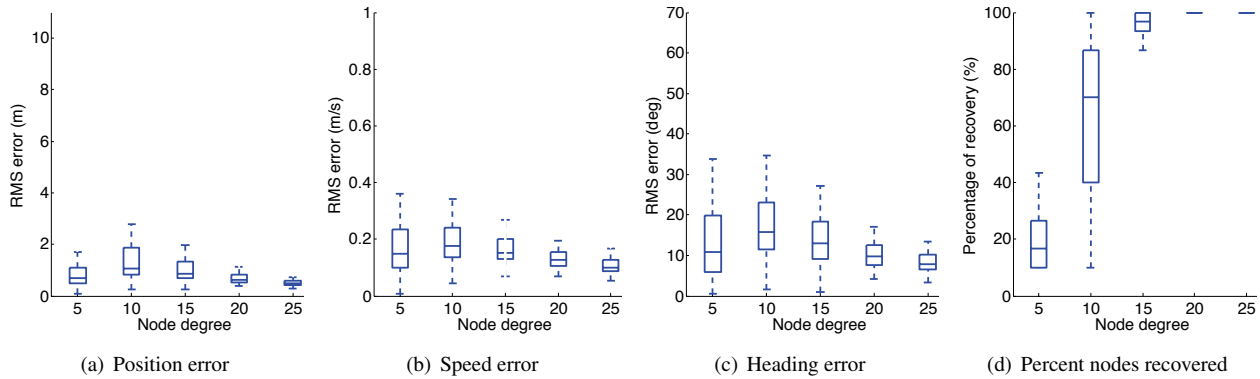 RMS error (m)
10
8
6
4
2
0
5 10 15 20 25
Node degree
(a) Position error
RMS error (m/s)
1
0.8
0.6
0.4
0.2
0
5 10 15 20 25
Node degree
(b) Speed error
RMS error (deg)
70
60
50
40
30
20
10
0
5 10 15 20 25
Node degree
(c) Heading error
Percentage of recovery (%)
100
80
60
40
20
0
5 10 15 20 25
Node degree
(d) Percent nodes recovered